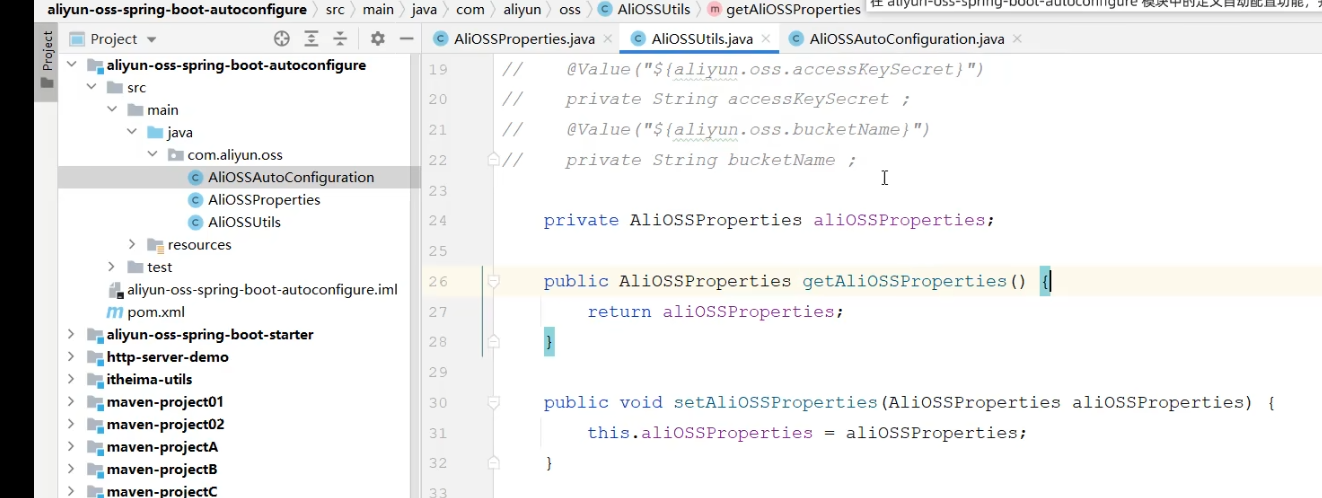 aliyun-oss-spring-boot-autoconfigure > src > main > java > com > aliyun > oss > AliOSSUtils > getAliOSSProperties
aliyun-oss-spring-boot-autoconfigure 模块中的定义自动配置功能，
Project
Project
AliOSSProperties.java
AliOSSUtils.java
AliOSSAutoConfiguration.java
aliyun-oss-spring-boot-autoconfigure
src
main
java
com.aliyun.oss
AliOSSAutoConfiguration
AliOSSProperties
AliOSSUtils
resources
test
aliyun-oss-spring-boot-autoconfigure.iml
pom.xml
aliyun-oss-spring-boot-starter
http-server-demo
itheima-utils
maven-project01
maven-project02
maven-projectA
maven-projectB
maven-projectC
19 //    @Value("${aliyun.oss.accessKeySecret}")
20 //    private String accessKeySecret ;
21 //    @Value("${aliyun.oss.bucketName}")
22 //    private String bucketName ;
23
24     private AliOSSProperties aliOSSProperties;
25
26     public AliOSSProperties getAliOSSProperties() {
27         return aliOSSProperties;
28     }
29
30     public void setAliOSSProperties(AliOSSProperties aliOSSProperties) {
31         this.aliOSSProperties = aliOSSProperties;
32     }
33